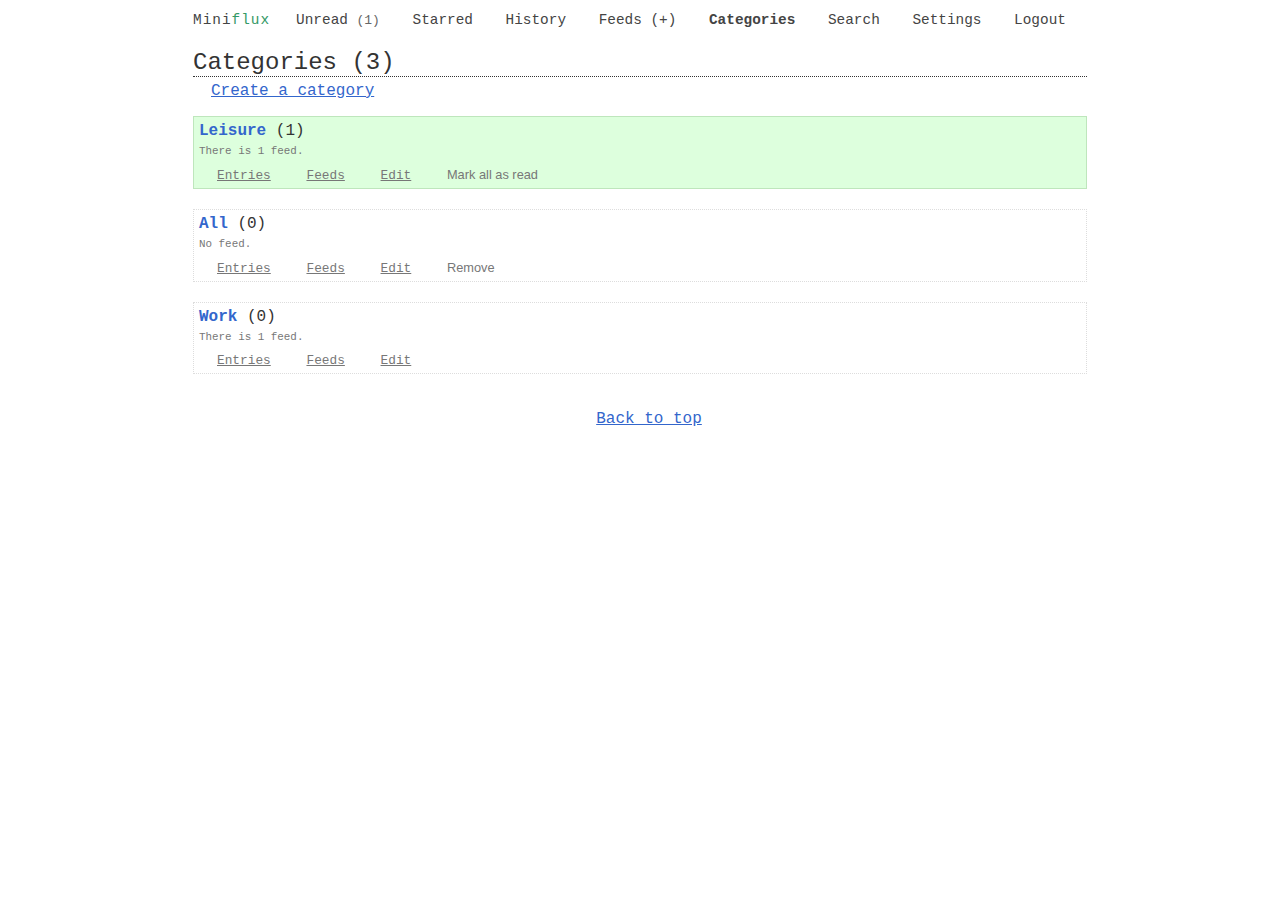 Miniflux Unread (1) Starred History Feeds (+) Categories Search Settings Logout
Categories (3)
Create a category
Leisure (1)
There is 1 feed.
Entries Feeds Edit Mark all as read
All (0)
No feed.
Entries Feeds Edit Remove
Work (0)
There is 1 feed.
Entries Feeds Edit
Back to top